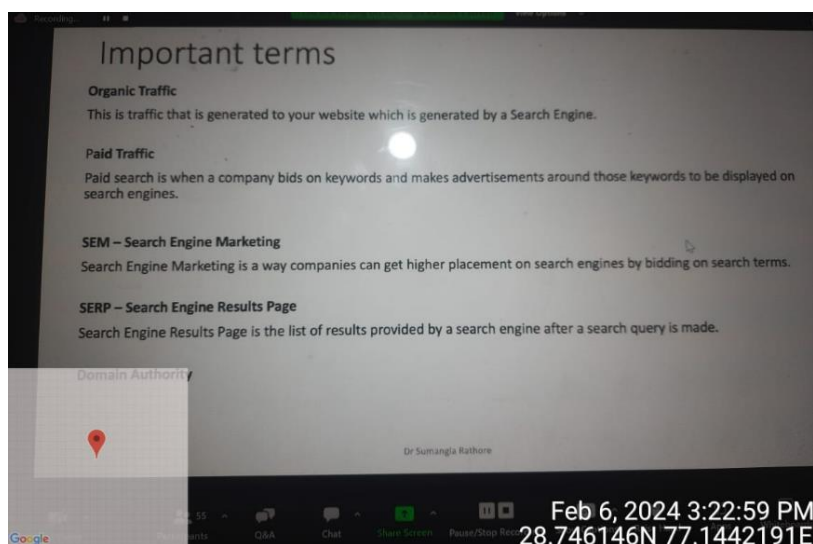 Recording...
Important terms
Organic Traffic
This is traffic that is generated to your website which is generated by a Search Engine.
Paid Traffic
Paid search is when a company bids on keywords and makes advertisements around those keywords to be displayed on
search engines.
SEM – Search Engine Marketing
Search Engine Marketing is a way companies can get higher placement on search engines by bidding on search terms.
SERP – Search Engine Results Page
Search Engine Results Page is the list of results provided by a search engine after a search query is made.
Domain Authority
Dr Sumangla Rathore
55
Q&A
Chat
Share Screen
Pause/Stop
Feb 6, 2024 3:22:59 PM
28.746146N 77.1442191E
Google